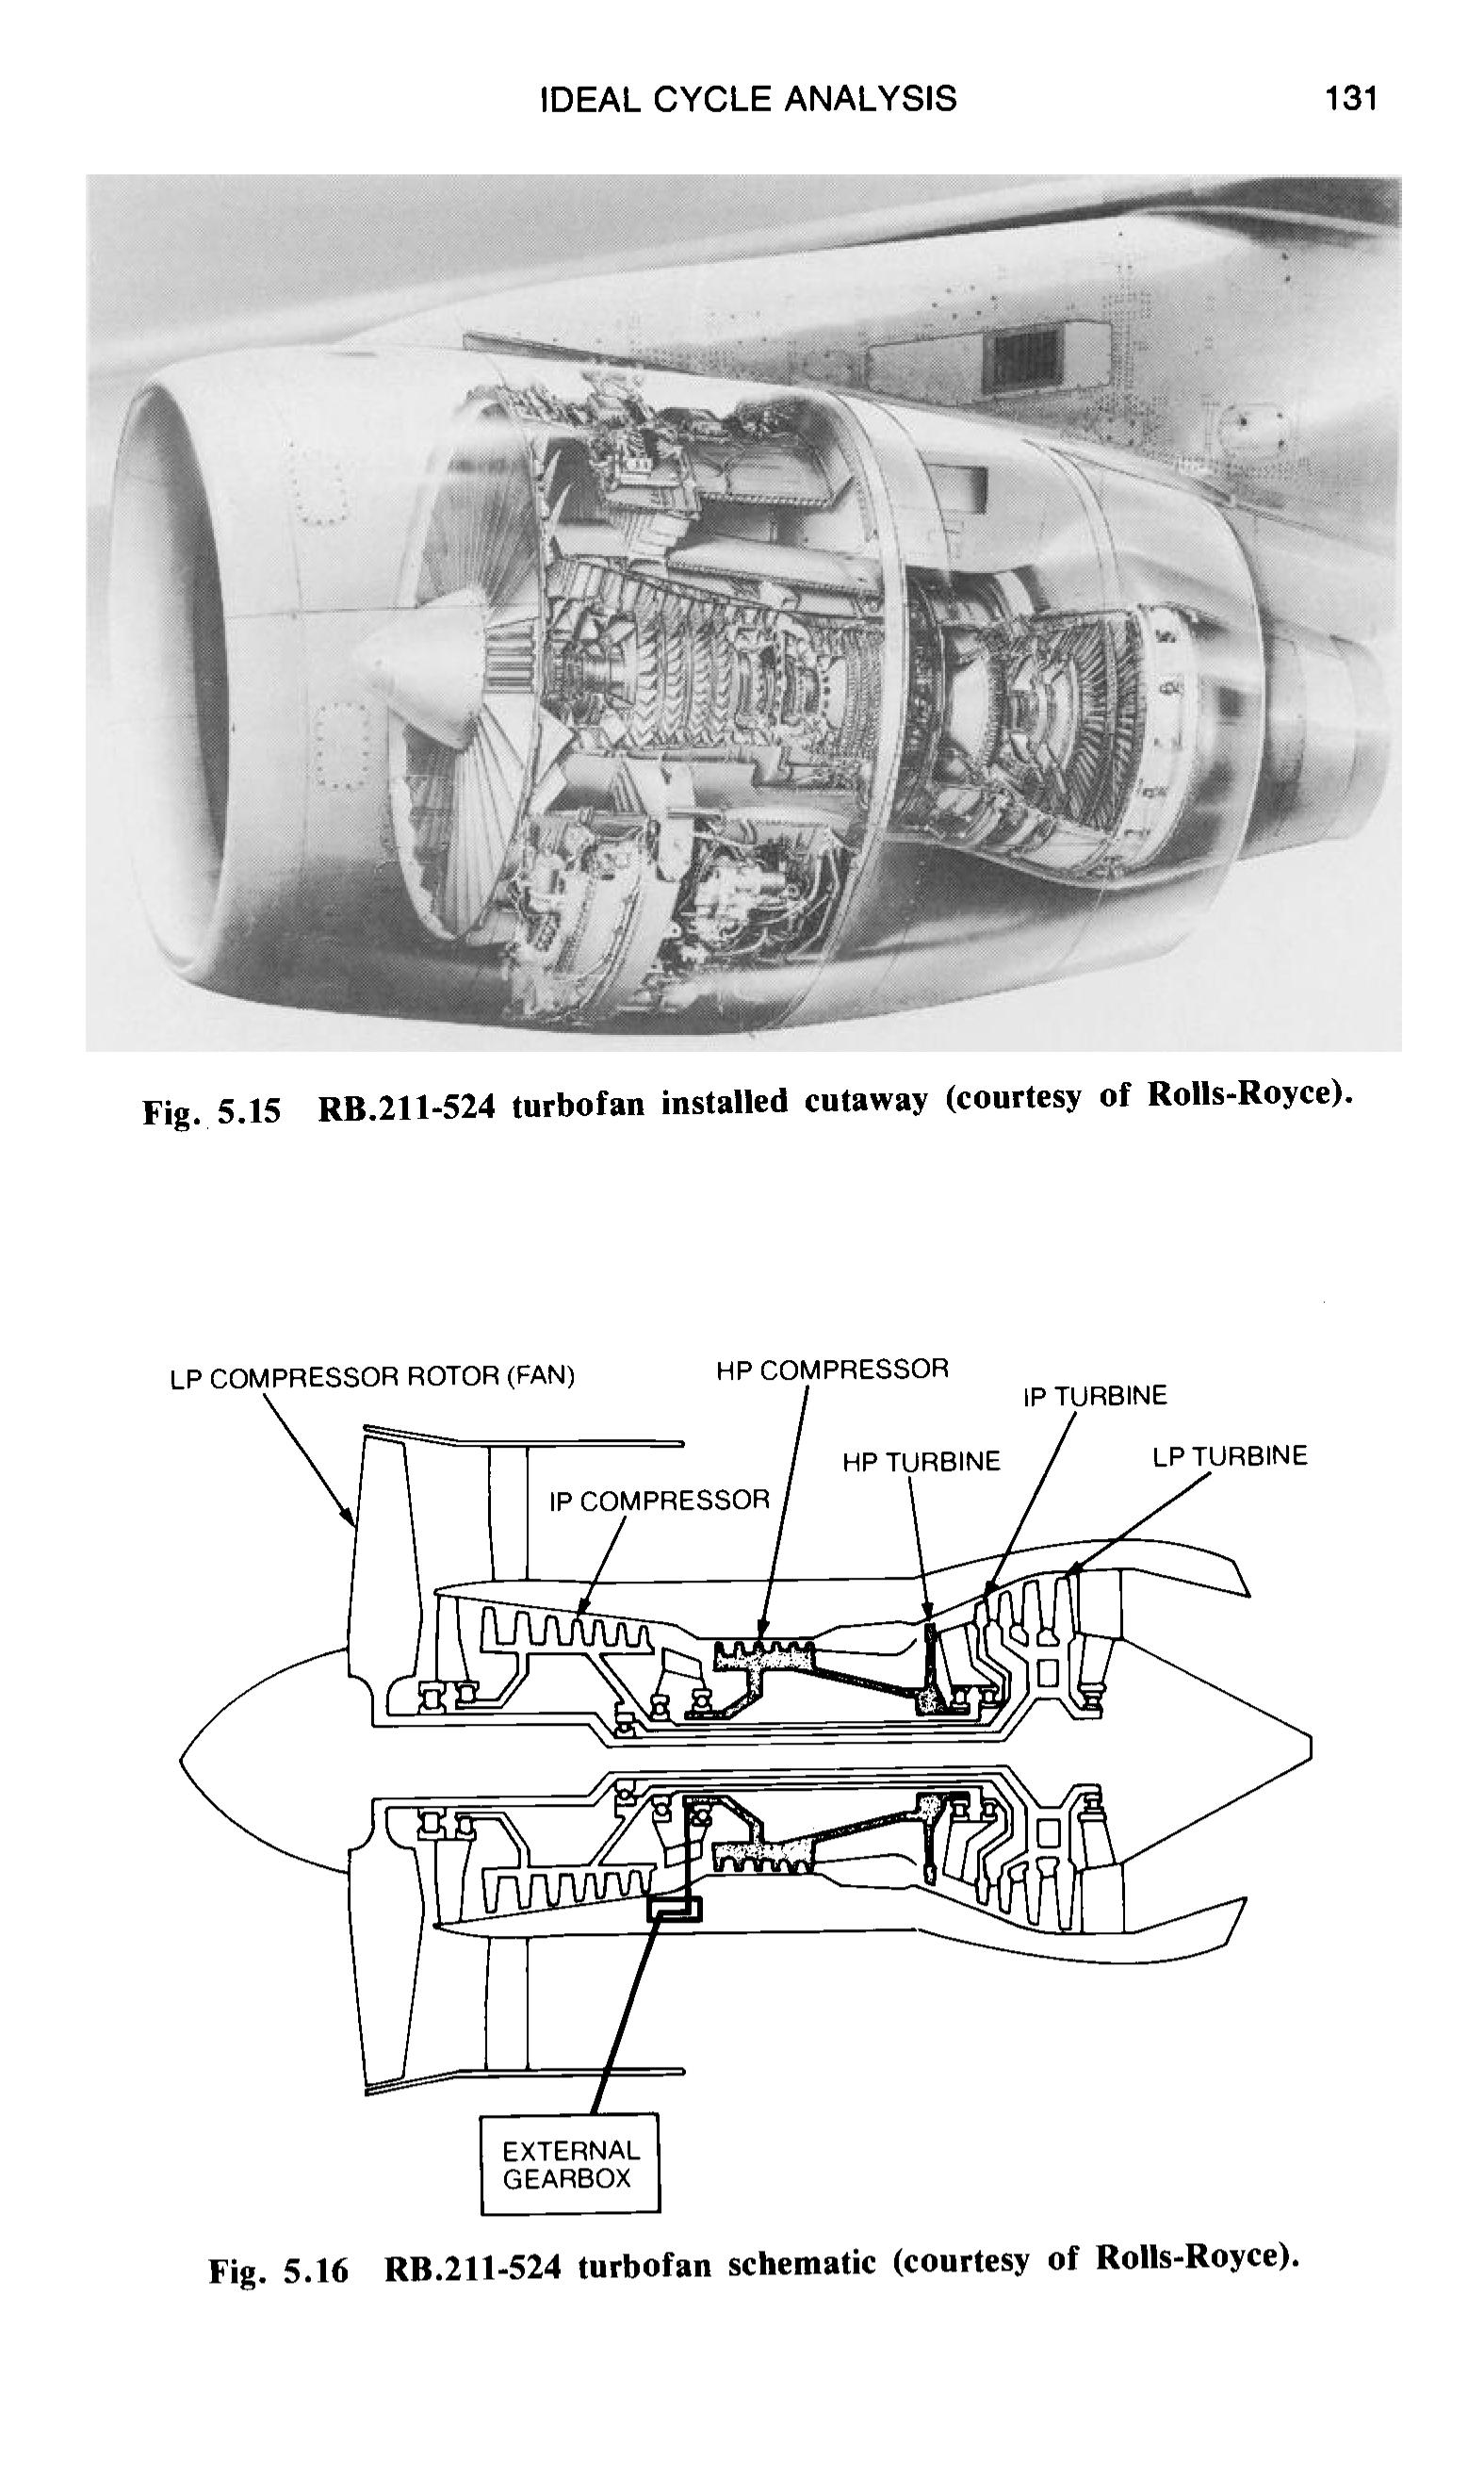 IDEAL CYCLE ANALYSIS 131
Fig. 5.15 RB.211-524 turbofan installed cutaway (courtesy of Rolls-Royce).
LP COMPRESSOR ROTOR (FAN)
HP COMPRESSOR
IP TURBINE
HP TURBINE
LP TURBINE
IP COMPRESSOR
EXTERNAL
GEARBOX
Fig. 5.16 RB.211-524 turbofan schematic (courtesy of Rolls-Royce).